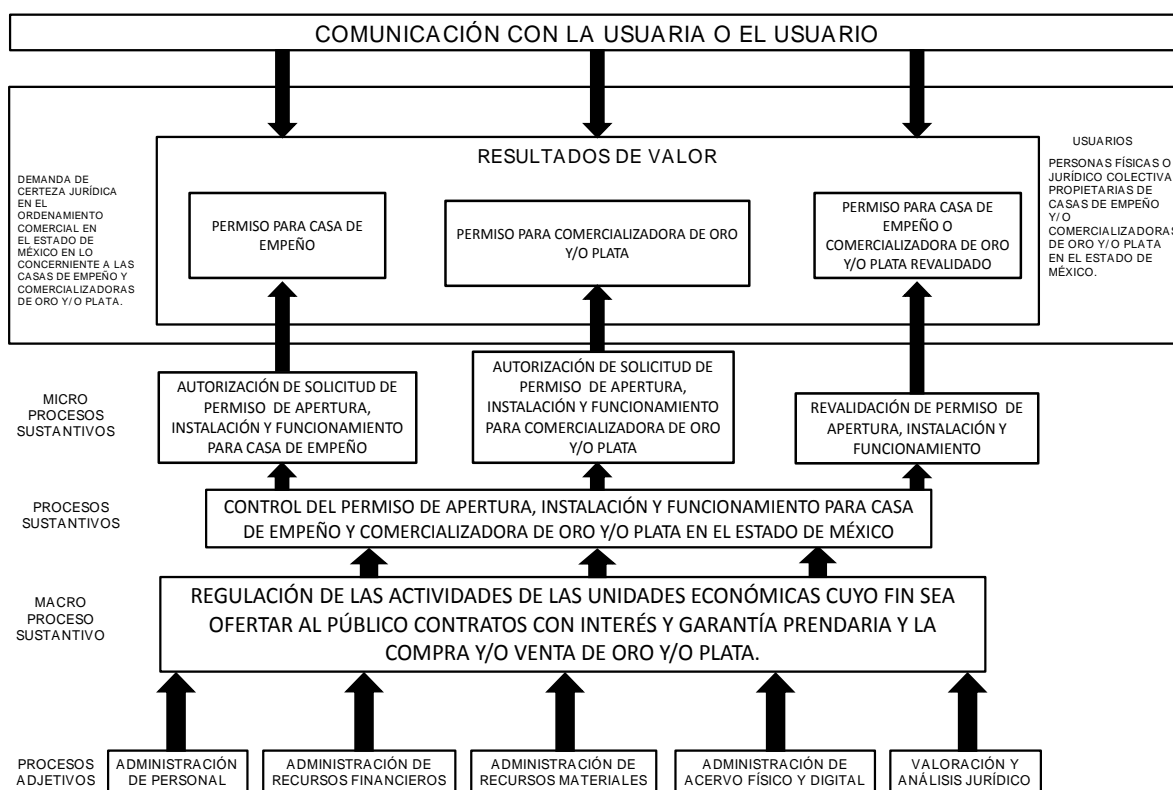 COMUNICACIÓN CON LA USUARIA O EL USUARIO
DEMANDA DE
CERTEZA JURÍDICA
EN EL
ORDENAMIENTO
COMERCIAL EN
EL ESTADO DE
MÉXICO EN LO
CONCERNIENTE A LAS
CASAS DE EMPEÑO Y
COMERCIALIZADORAS
DE ORO Y/O PLATA.
RESULTADOS DE VALOR
PERMISO PARA CASA DE
EMPEÑO
PERMISO PARA COMERCIALIZADORA DE ORO
Y/O PLATA
PERMISO PARA CASA DE
EMPEÑO O
COMERCIALIZADORA DE ORO
Y/O PLATA REVALIDADO
USUARIOS
PERSONAS FÍSICAS O
JURÍDICO COLECTIVA
PROPIETARIAS DE
CASAS DE EMPEÑO
Y/O
COMERCIALIZADORAS
DE ORO Y/O PLATA
EN EL ESTADO DE
MÉXICO.
MICRO
PROCESOS
SUSTANTIVOS
AUTORIZACIÓN DE SOLICITUD DE
PERMISO DE APERTURA,
INSTALACIÓN Y FUNCIONAMIENTO
PARA CASA DE EMPEÑO
AUTORIZACIÓN DE SOLICITUD DE
PERMISO DE APERTURA,
INSTALACIÓN Y FUNCIONAMIENTO
PARA COMERCIALIZADORA DE ORO
Y/O PLATA
REVALIDACIÓN DE PERMISO DE
APERTURA, INSTALACIÓN Y
FUNCIONAMIENTO
PROCESOS
SUSTANTIVOS
CONTROL DEL PERMISO DE APERTURA, INSTALACIÓN Y FUNCIONAMIENTO PARA CASA
DE EMPEÑO Y COMERCIALIZADORA DE ORO Y/O PLATA EN EL ESTADO DE MÉXICO
MACRO
PROCESO
SUSTANTIVO
REGULACIÓN DE LAS ACTIVIDADES DE LAS UNIDADES ECONÓMICAS CUYO FIN SEA
OFERTAR AL PÚBLICO CONTRATOS CON INTERÉS Y GARANTÍA PRENDARIA Y LA
COMPRA Y/O VENTA DE ORO Y/O PLATA.
PROCESOS
ADJETIVOS
ADMINISTRACIÓN
DE PERSONAL
ADMINISTRACIÓN DE
RECURSOS FINANCIEROS
ADMINISTRACIÓN DE
RECURSOS MATERIALES
ADMINISTRACIÓN DE
ACERVO FÍSICO Y DIGITAL
VALORACIÓN Y
ANÁLISIS JURÍDICO